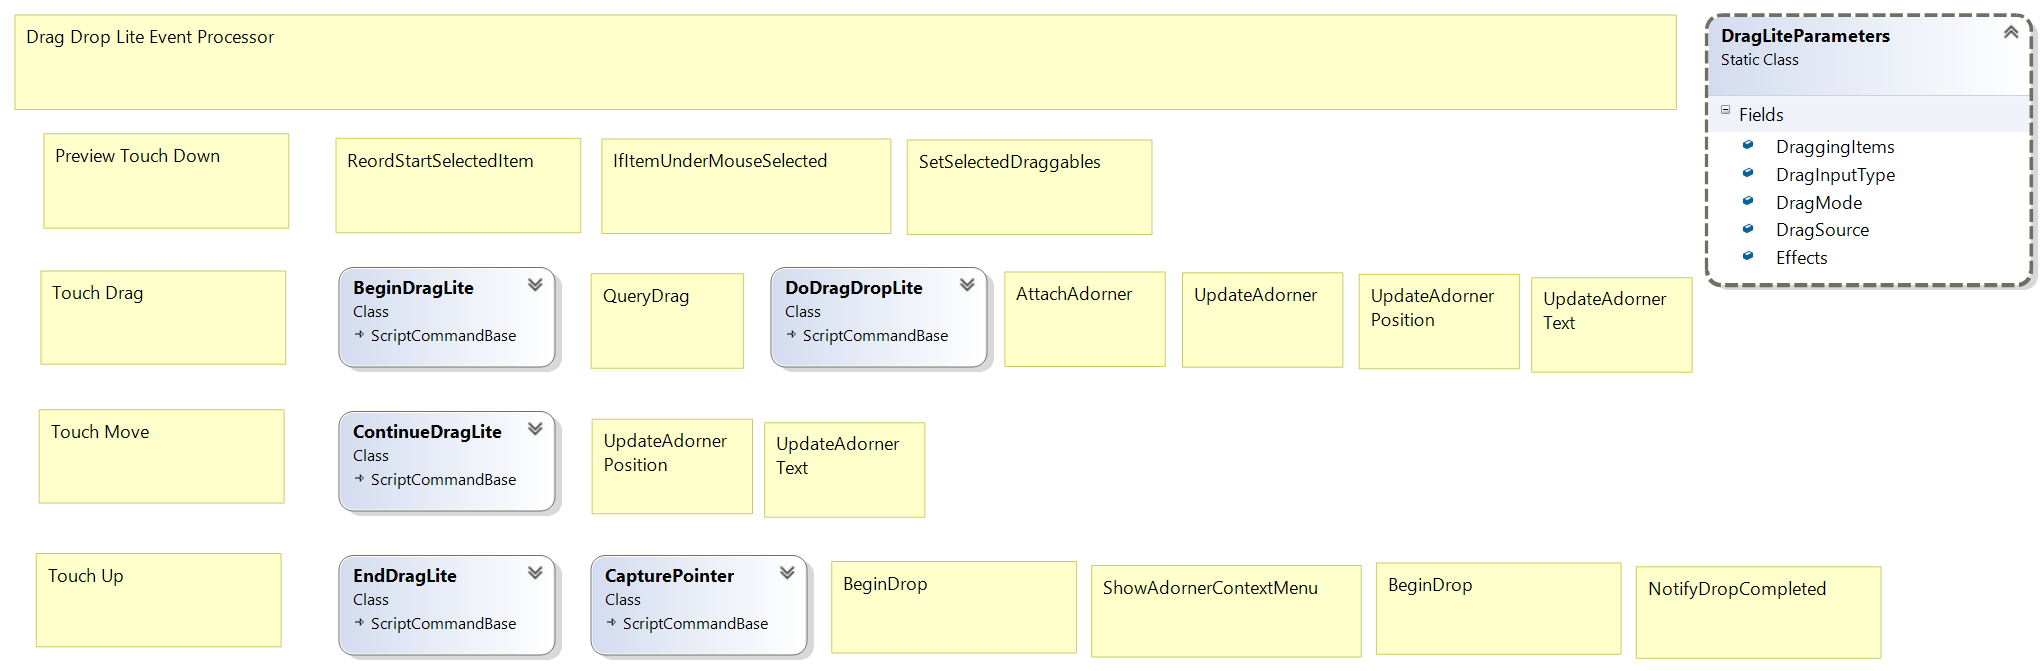 Drag Drop Lite Event Processor
DragLiteParameters
Static Class
Fields
DraggingItems
DragInputType
DragMode
DragSource
Effects
Preview Touch Down
ReordStartSelectedItem
IfItemUnderMouseSelected
SetSelectedDraggables
Touch Drag
BeginDragLite
Class
ScriptCommandBase
QueryDrag
DoDragDropLite
Class
ScriptCommandBase
AttachAdorner
UpdateAdorner
UpdateAdorner
Position
UpdateAdorner
Text
Touch Move
ContinueDragLite
Class
ScriptCommandBase
UpdateAdorner
Position
UpdateAdorner
Text
Touch Up
EndDragLite
Class
ScriptCommandBase
CapturePointer
Class
ScriptCommandBase
BeginDrop
ShowAdornerContextMenu
BeginDrop
NotifyDropCompleted